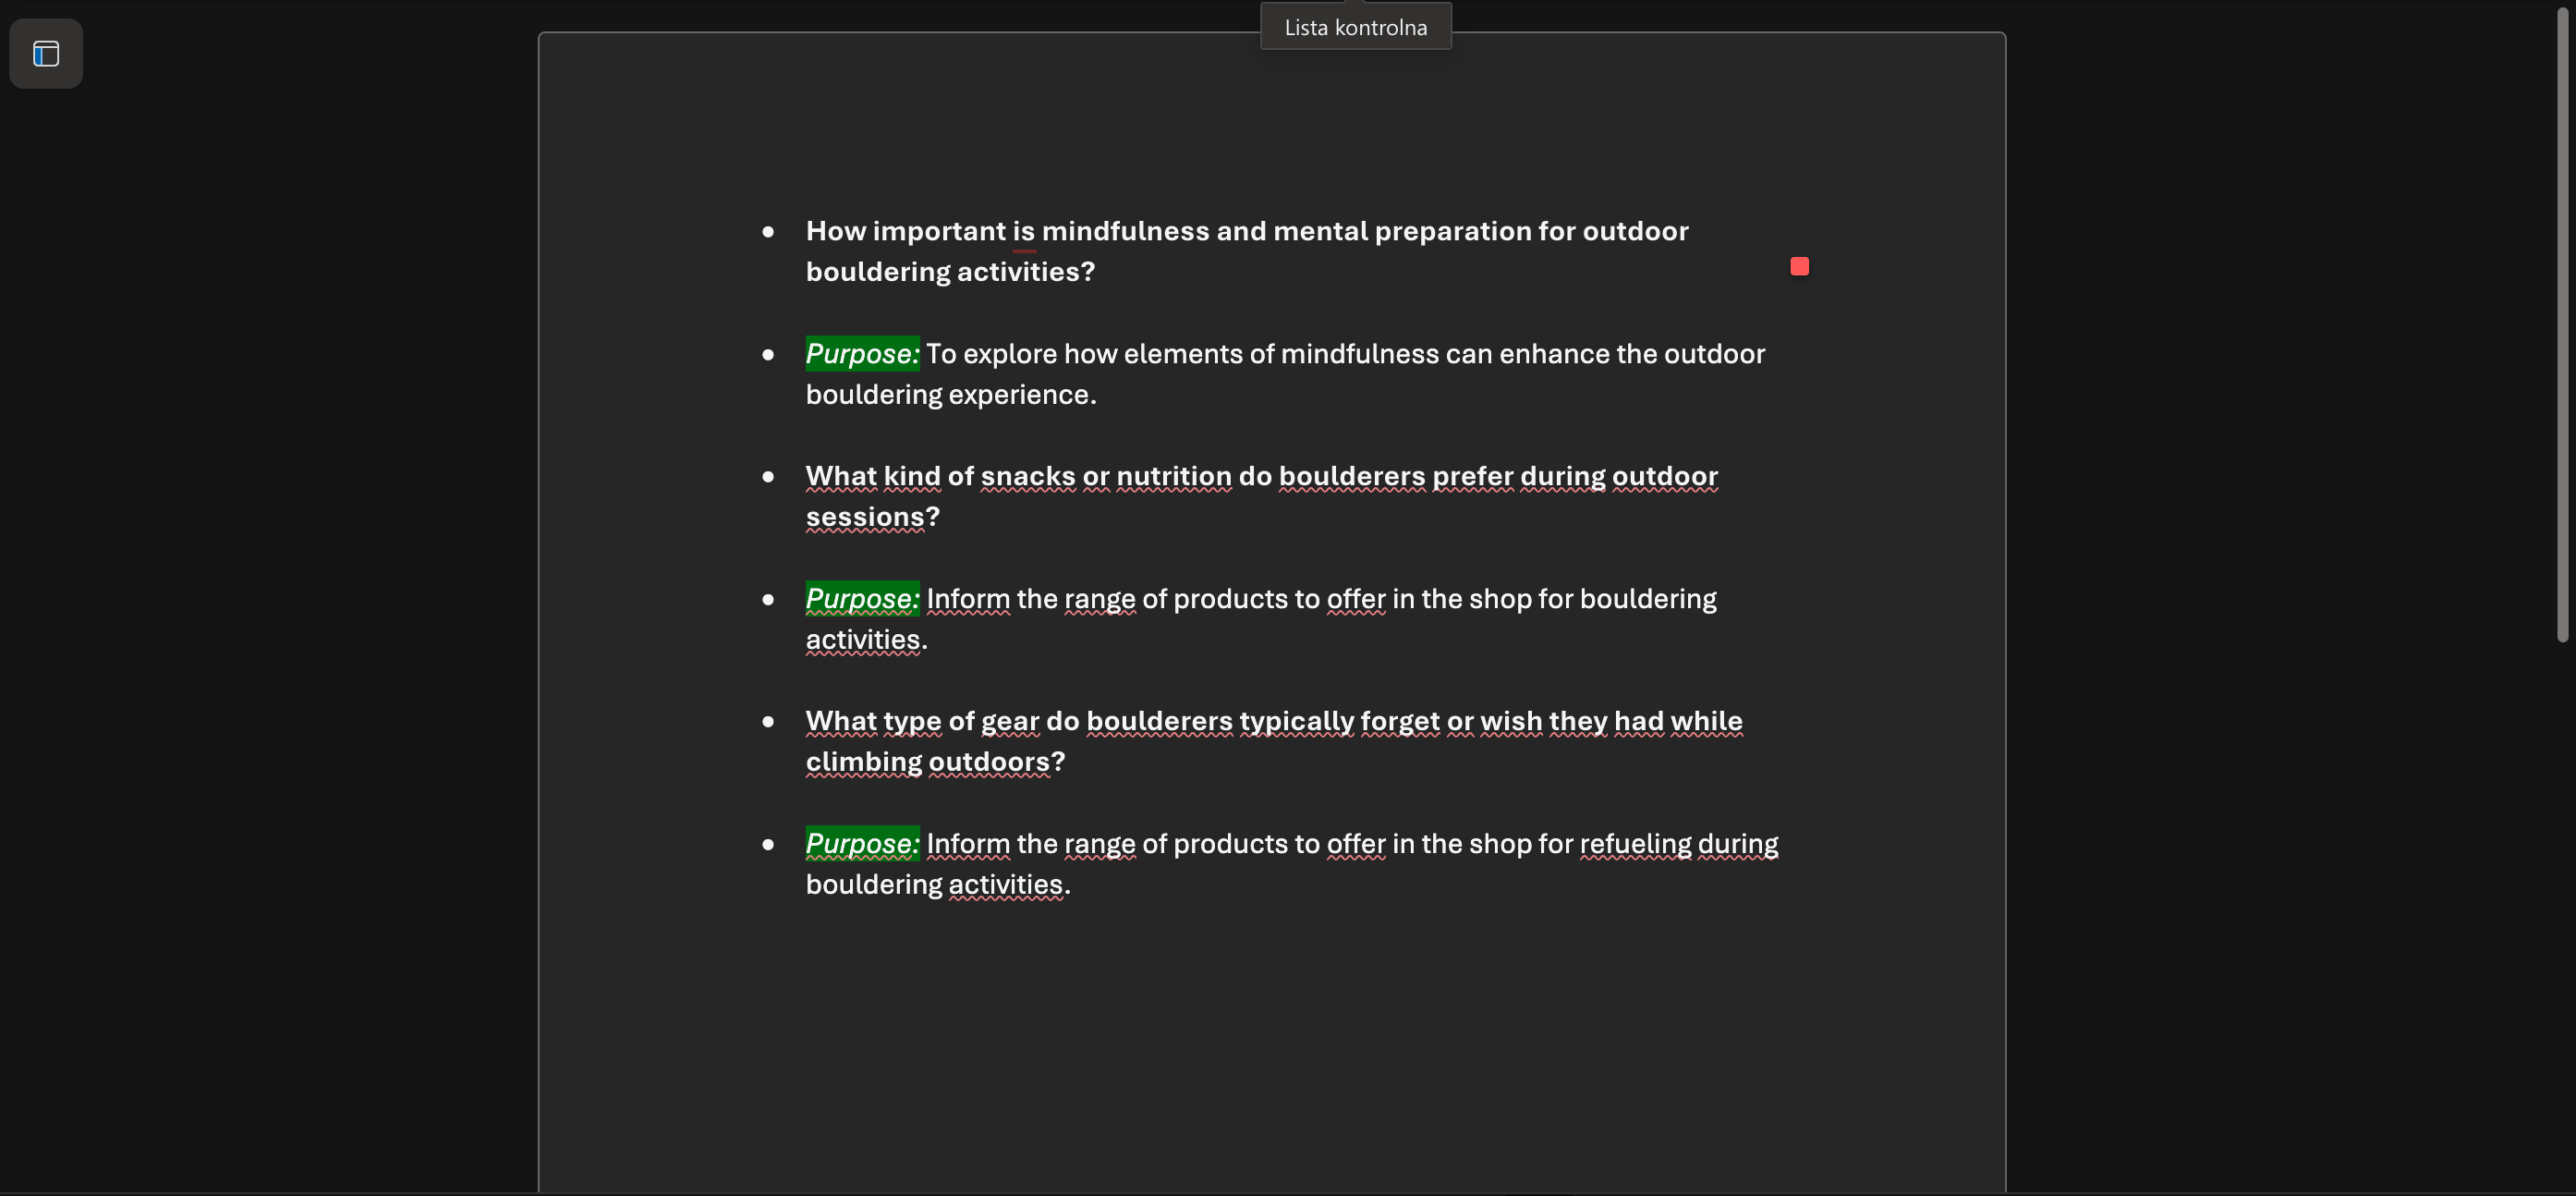 Lista kontrolna
• How important is mindfulness and mental preparation for outdoor
bouldering activities?
• Purpose: To explore how elements of mindfulness can enhance the outdoor
bouldering experience.
• What kind of snacks or nutrition do boulderers prefer during outdoor
sessions?
• Purpose: Inform the range of products to offer in the shop for bouldering
activities.
• What type of gear do boulderers typically forget or wish they had while
climbing outdoors?
• Purpose: Inform the range of products to offer in the shop for refueling during
bouldering activities.